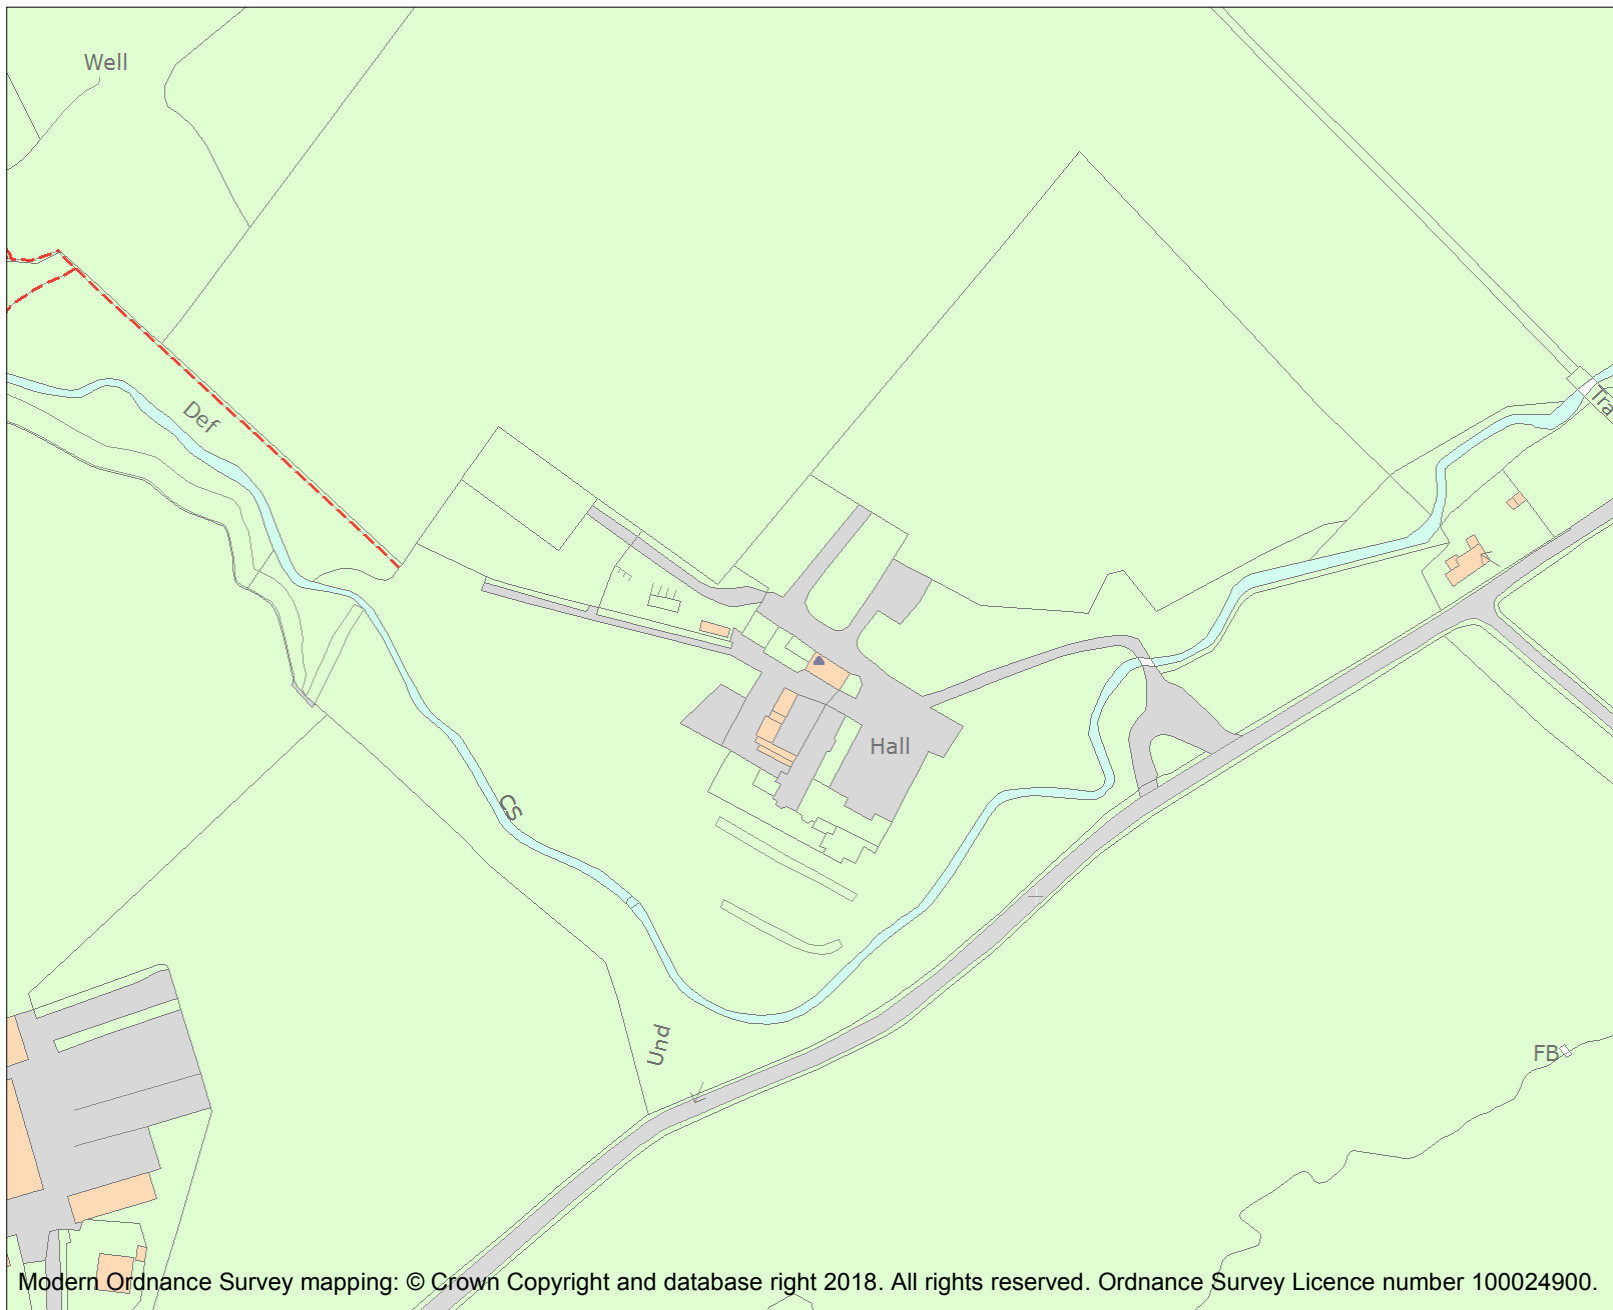 Well
Def
Tra
Hall
CS
Und
FB
Modern Ordnance Survey mapping: © Crown Copyright and database right 2018. All rights reserved. Ordnance Survey Licence number 100024900.